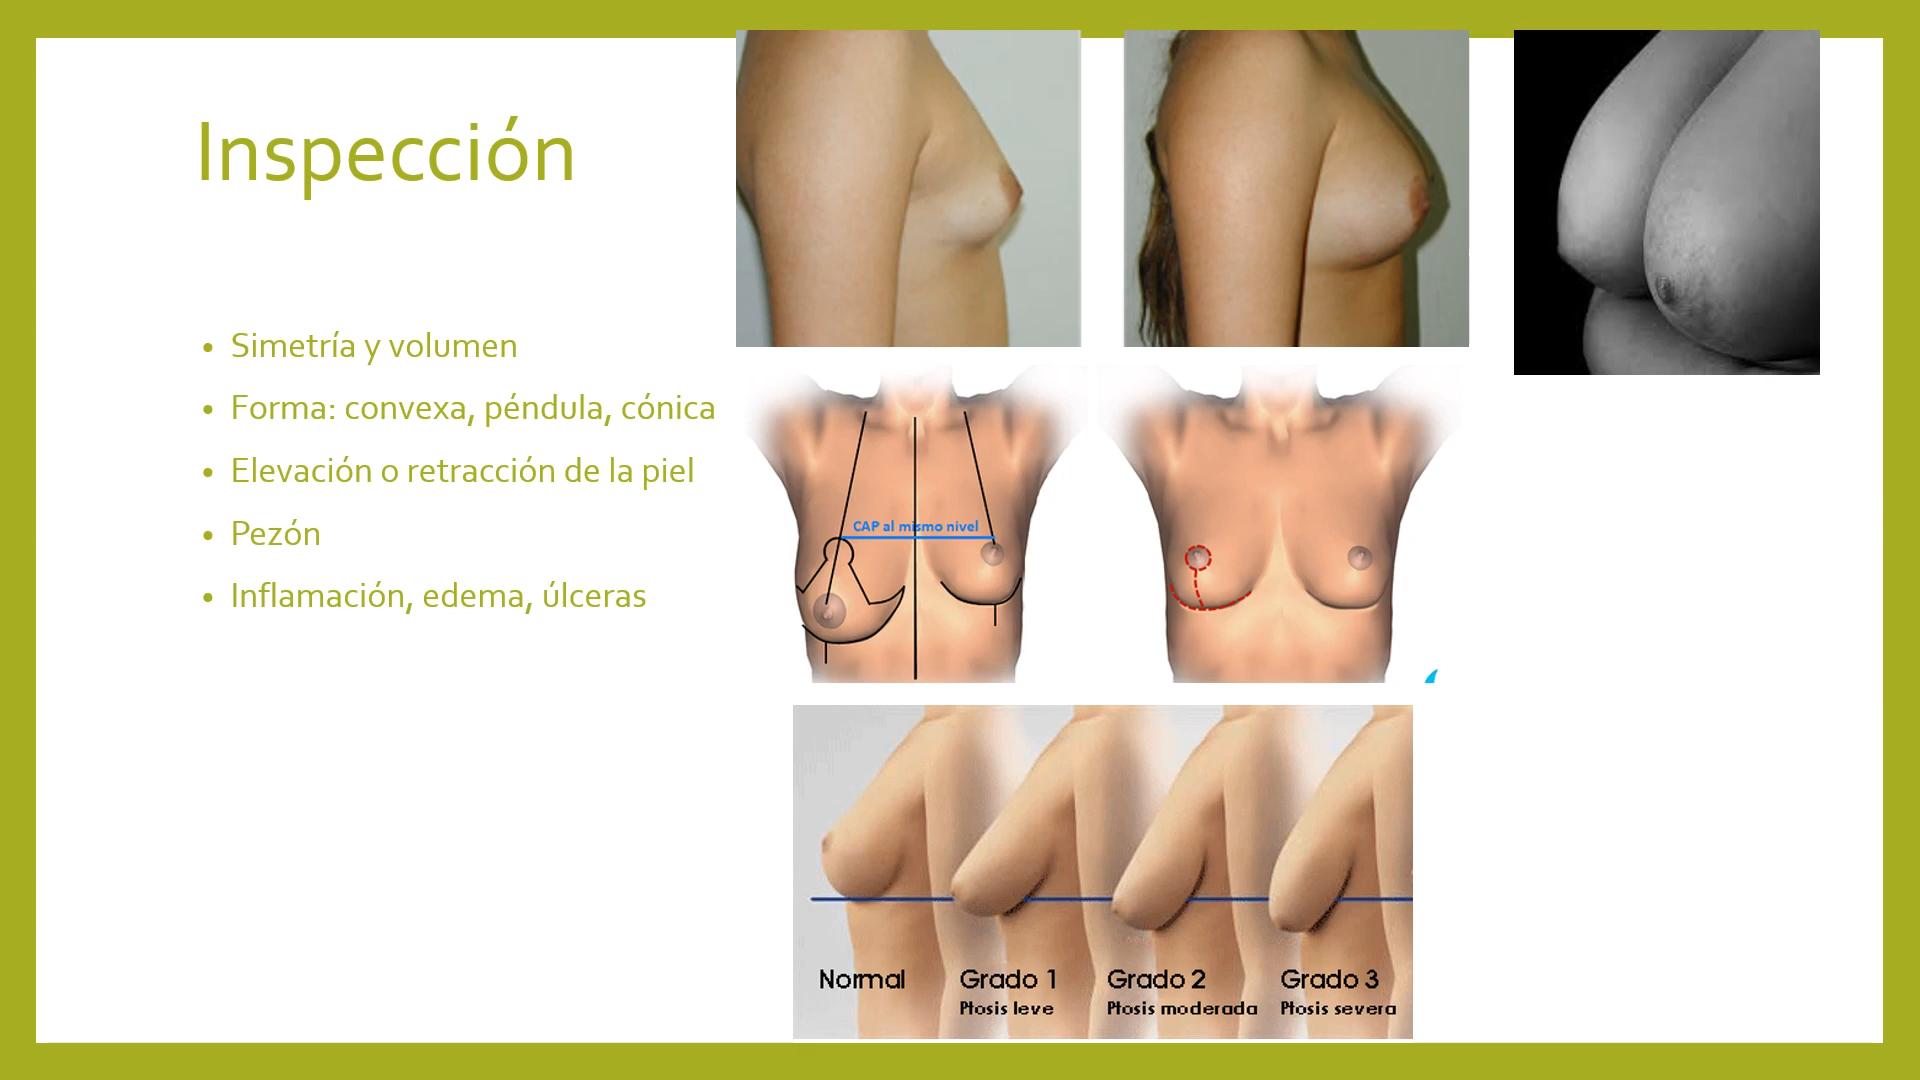 Inspección
• Simetría y volumen
• Forma: convexa, péndula, cónica
• Elevación o retracción de la piel
• Pezón
• Inflamación, edema, úlceras
CAP al mismo nivel
Normal
Grado 1
Ptosis leve
Grado 2
Ptosis moderada
Grado 3
Ptosis severa